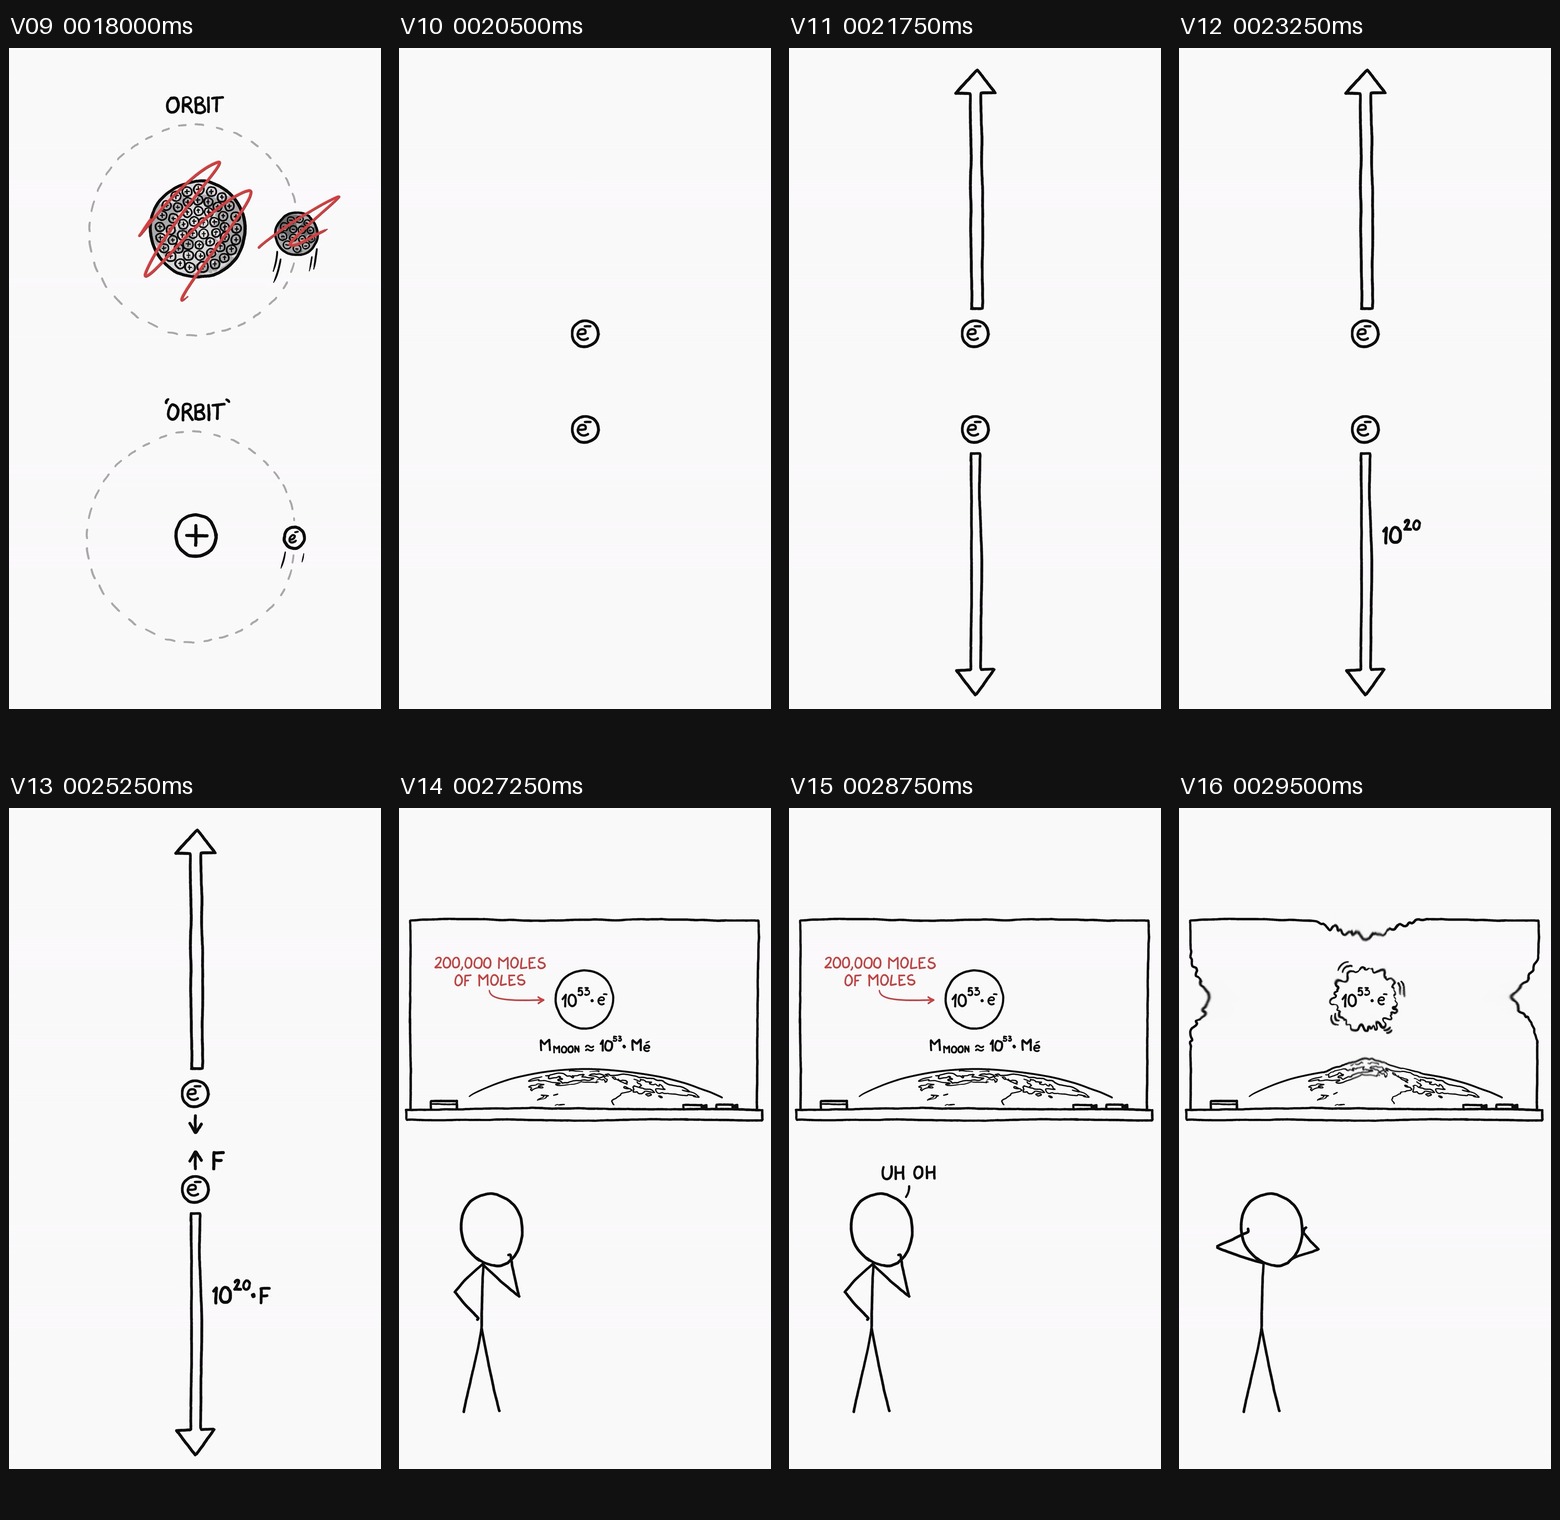 V09 0018000ms
ORBIT
'ORBIT'
+
e⁻
V10 0020500ms
e⁻
e⁻
V11 0021750ms
e⁻
e⁻
V12 0023250ms
e⁻
e⁻
10²⁰
V13 0025250ms
e⁻
F
e⁻
10²⁰·F
V14 0027250ms
200,000 MOLES
OF MOLES
10⁵³·e⁻
MMOON ≈ 10⁵³·Mé
V15 0028750ms
200,000 MOLES
OF MOLES
10⁵³·e⁻
MMOON ≈ 10⁵³·Mé
UH OH
V16 0029500ms
10⁵³·e⁻